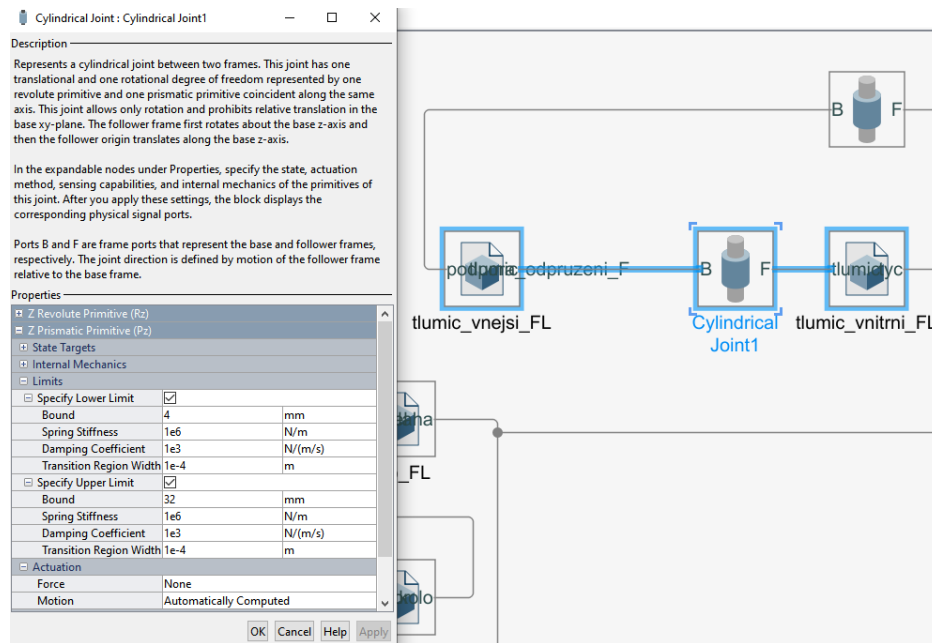 Cylindrical Joint : Cylindrical Joint1
Description
Represents a cylindrical joint between two frames. This joint has one
translational and one rotational degree of freedom represented by one
revolute primitive and one prismatic primitive coincident along the same
axis. This joint allows only rotation and prohibits relative translation in the
base xy-plane. The follower frame first rotates about the base z-axis and
then the follower origin translates along the base z-axis.
In the expandable nodes under Properties, specify the state, actuation
method, sensing capabilities, and internal mechanics of the primitives of
this joint. After you apply these settings, the block displays the
corresponding physical signal ports.
Ports B and F are frame ports that represent the base and follower frames,
respectively. The joint direction is defined by motion of the follower frame
relative to the base frame.
Properties
Z Revolute Primitive (Rz)
Z Prismatic Primitive (Pz)
State Targets
Internal Mechanics
Limits
Specify Lower Limit
Bound 4 mm
Spring Stiffness 1e6 N/m
Damping Coefficient 1e3 N/(m/s)
Transition Region Width 1e-4 m
Specify Upper Limit
Bound 32 mm
Spring Stiffness 1e6 N/m
Damping Coefficient 1e3 N/(m/s)
Transition Region Width 1e-4 m
Actuation
Force None
Motion Automatically Computed
OK Cancel Help Apply
B F
B F
tlumic_vnejsi_FL
Cylindrical
Joint1
tlumic_vnitrni_FL
_FL